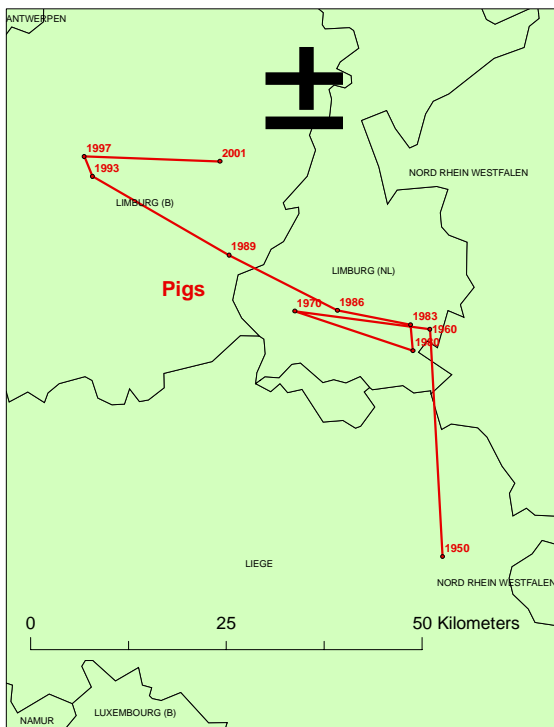 ANTWERPEN
1997
2001
1993
NORD RHEIN WESTFALEN
LIMBURG (B)
1989
LIMBURG (NL)
Pigs
1970
1986
1983
1960
1980
1950
LIEGE
NORD RHEIN WESTFALEN
0 25 50 Kilometers
LUXEMBOURG (B)
NAMUR